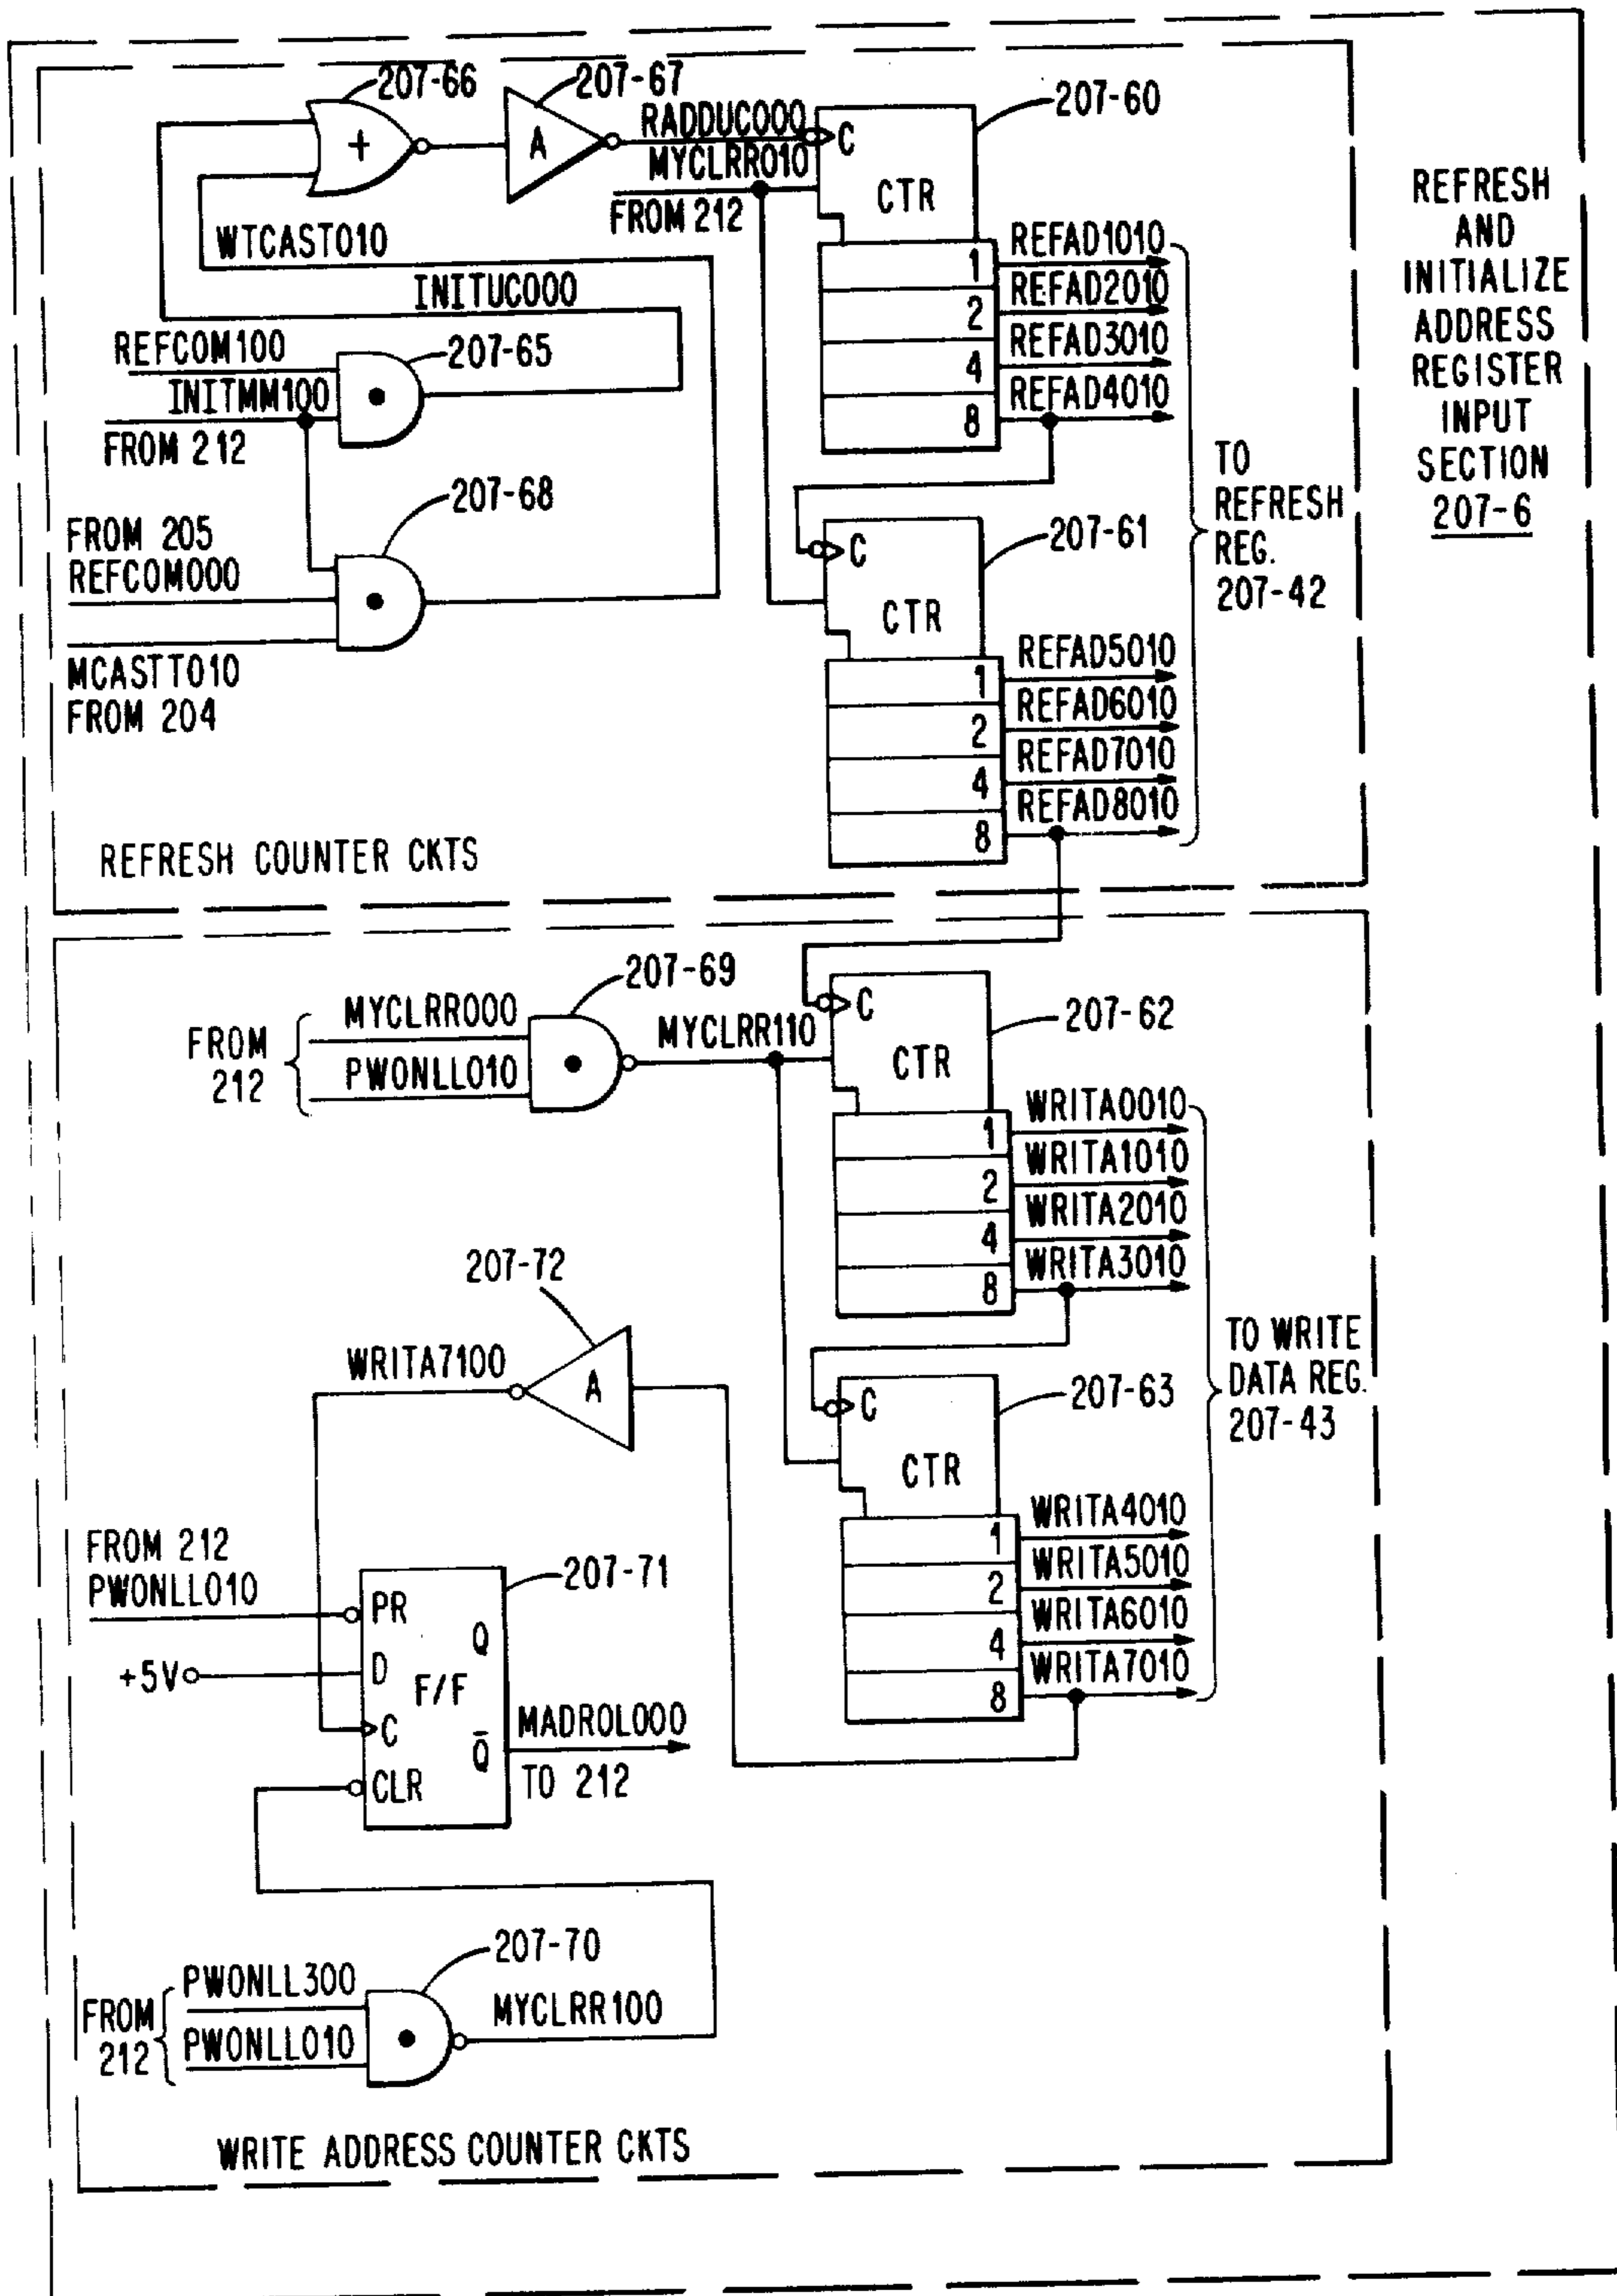 207-66
207-67
207-60
RADDUC000
C
+
A
MYCLRR010
CTR
FROM 212
REFRESH
AND
INITIALIZE
ADDRESS
REGISTER
INPUT
SECTION
207-6
WTCAST010
REFAD1010
1
INITUC000
REFAD2010
2
REFCOM100
207-65
REFAD3010
4
INITMM100
REFAD4010
8
FROM 212
TO
REFRESH
REG.
207-42
207-68
FROM 205
REFCOM000
207-61
C
CTR
MCASTT010
FROM 204
REFAD5010
1
REFAD6010
2
REFAD7010
4
REFAD8010
8
REFRESH COUNTER CKTS
207-69
MYCLRR000
FROM
212
PWONLL010
MYCLRR110
C
207-62
CTR
WRITA0010
1
WRITA1010
2
WRITA2010
4
WRITA3010
8
207-72
A
WRITA7100
TO WRITE
DATA REG.
207-43
C
207-63
CTR
WRITA4010
1
WRITA5010
2
WRITA6010
4
WRITA7010
8
FROM 212
PWONLL010
207-71
PR
Q
+5V
D
F/F
C
Q̅
MADROL000
TO 212
CLR
207-70
PWONLL300
FROM
212
PWONLL010
MYCLRR100
WRITE ADDRESS COUNTER CKTS